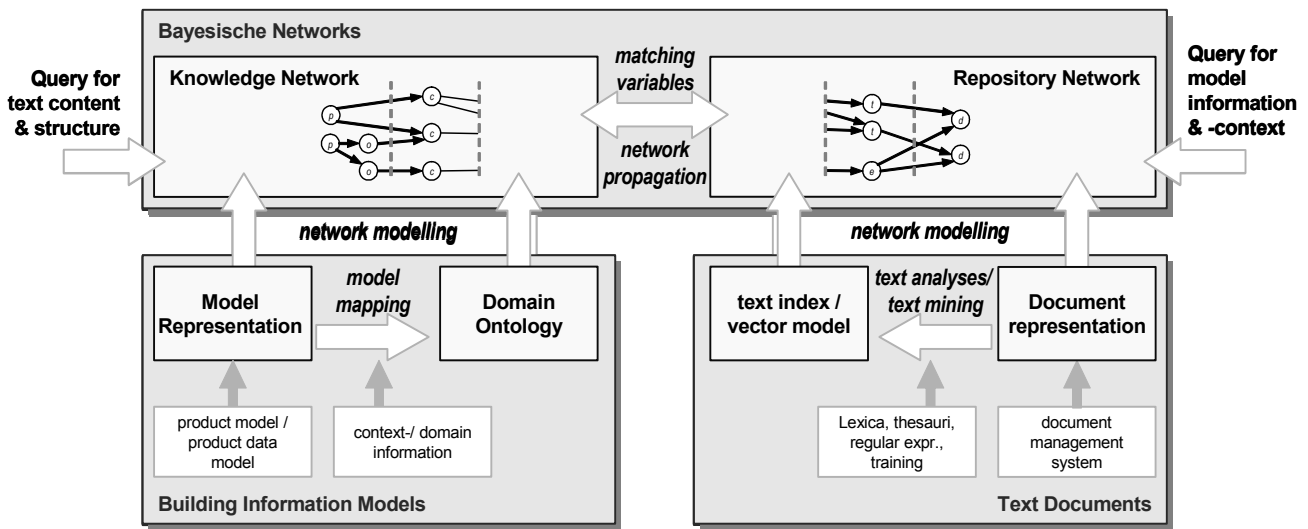 Bayesische Networks
Query for
text content
& structure
Knowledge Network
p
p
o
o
c
c
c
matching
variables
network
propagation
Repository Network
t
t
e
d
d
Query for
model
information
& -context
network modelling
network modelling
Model
Representation
model
mapping
Domain
Ontology
product model /
product data
model
context-/ domain
information
Building Information Models
text index /
vector model
text analyses/
text mining
Document
representation
Lexica, thesauri,
regular expr.,
training
document
management
system
Text Documents